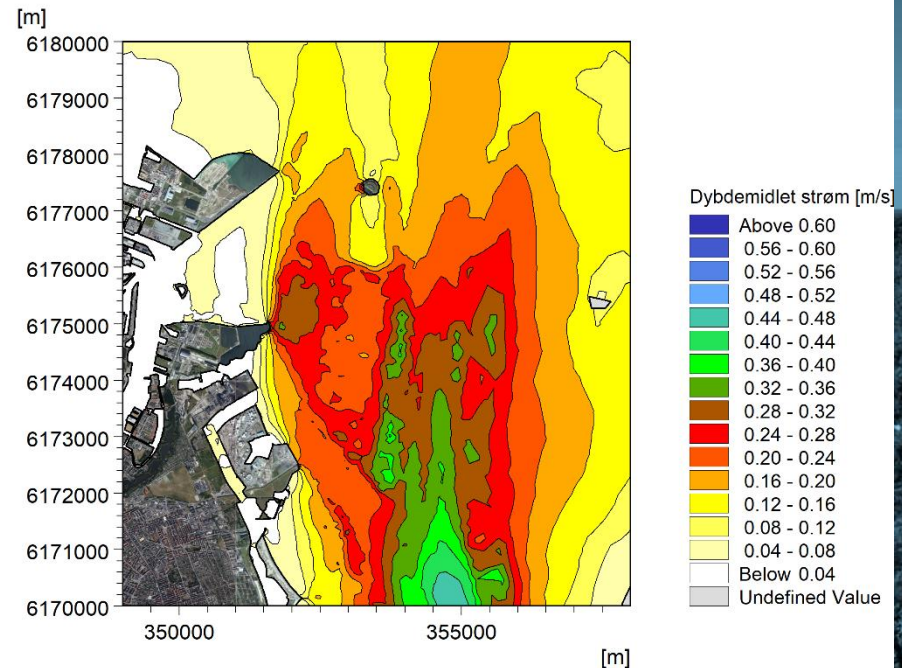 [m]
6180000
6179000
6178000
6177000
6176000
6175000
6174000
6173000
6172000
6171000
6170000
350000
355000
[m]
Dybdemidlet strøm [m/s]
Above 0.60
0.56 - 0.60
0.52 - 0.56
0.48 - 0.52
0.44 - 0.48
0.40 - 0.44
0.36 - 0.40
0.32 - 0.36
0.28 - 0.32
0.24 - 0.28
0.20 - 0.24
0.16 - 0.20
0.12 - 0.16
0.08 - 0.12
0.04 - 0.08
Below 0.04
Undefined Value